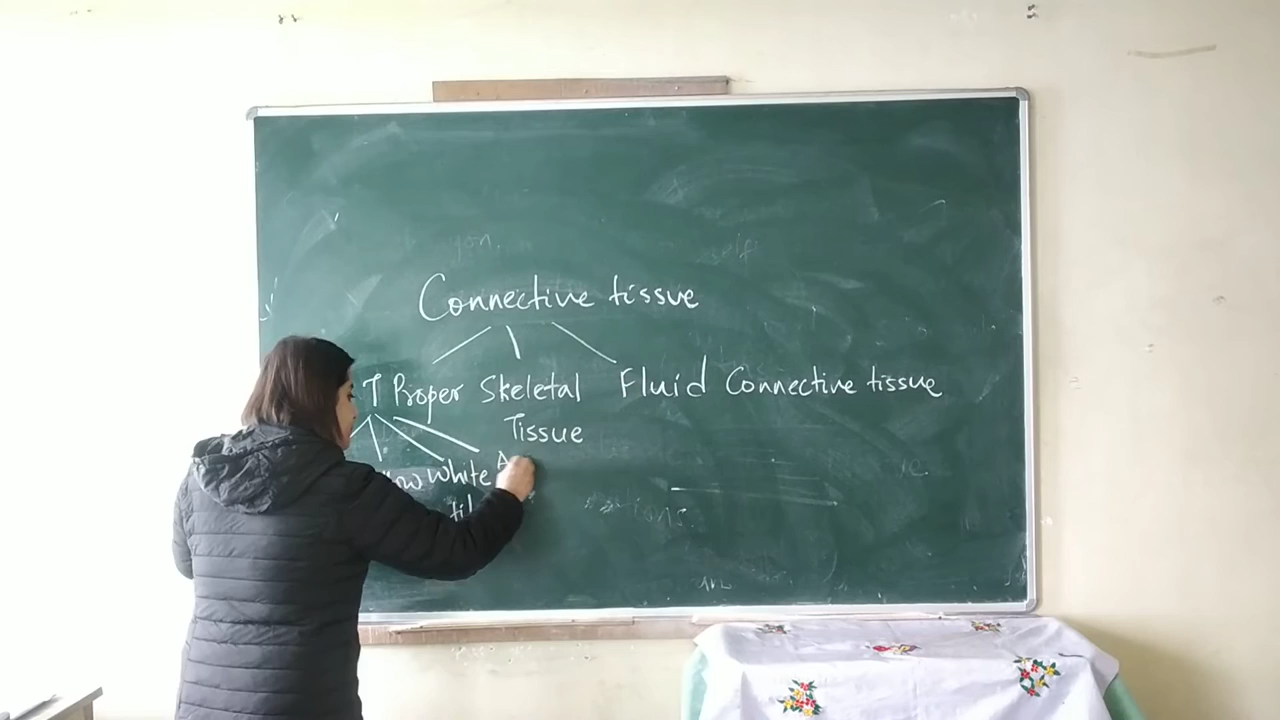 Connective tissue
T Proper Skeletal Fluid Connective tissue
Tissue
White